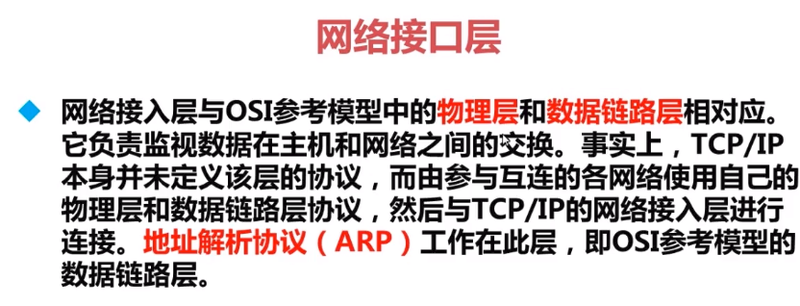 网络接口层
网络接入层与OSI参考模型中的物理层和数据链路层相对应。
它负责监视数据在主机和网络之间的交换。事实上，TCP/IP
本身并未定义该层的协议，而由参与互连的各网络使用自己的
物理层和数据链路层协议，然后与TCP/IP的网络接入层进行
连接。地址解析协议（ARP）工作在此层，即OSI参考模型的
数据链路层。